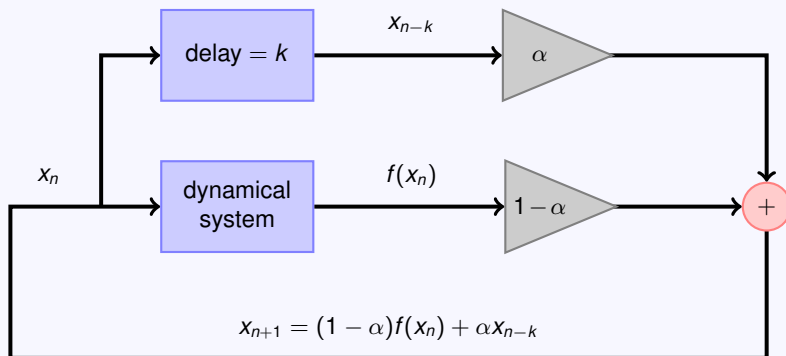 delay = k
x_{n−k}
α
x_n
dynamical
system
f(x_n)
1−α
+
x_{n+1} = (1 − α)f(x_n) + αx_{n−k}